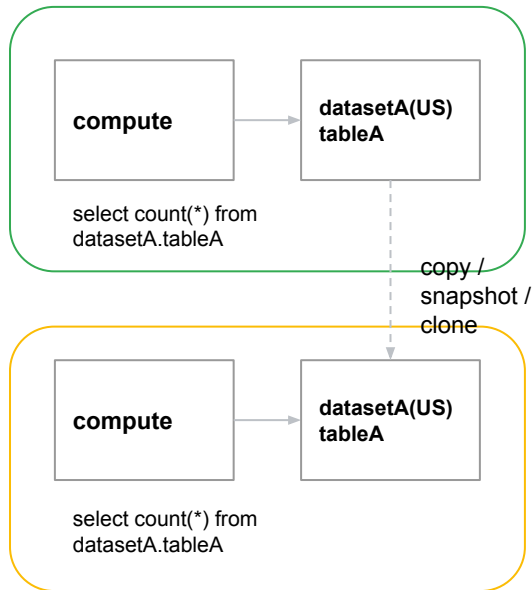 compute
datasetA(US)
tableA
select count(*) from
datasetA.tableA
copy /
snapshot /
clone
compute
datasetA(US)
tableA
select count(*) from
datasetA.tableA